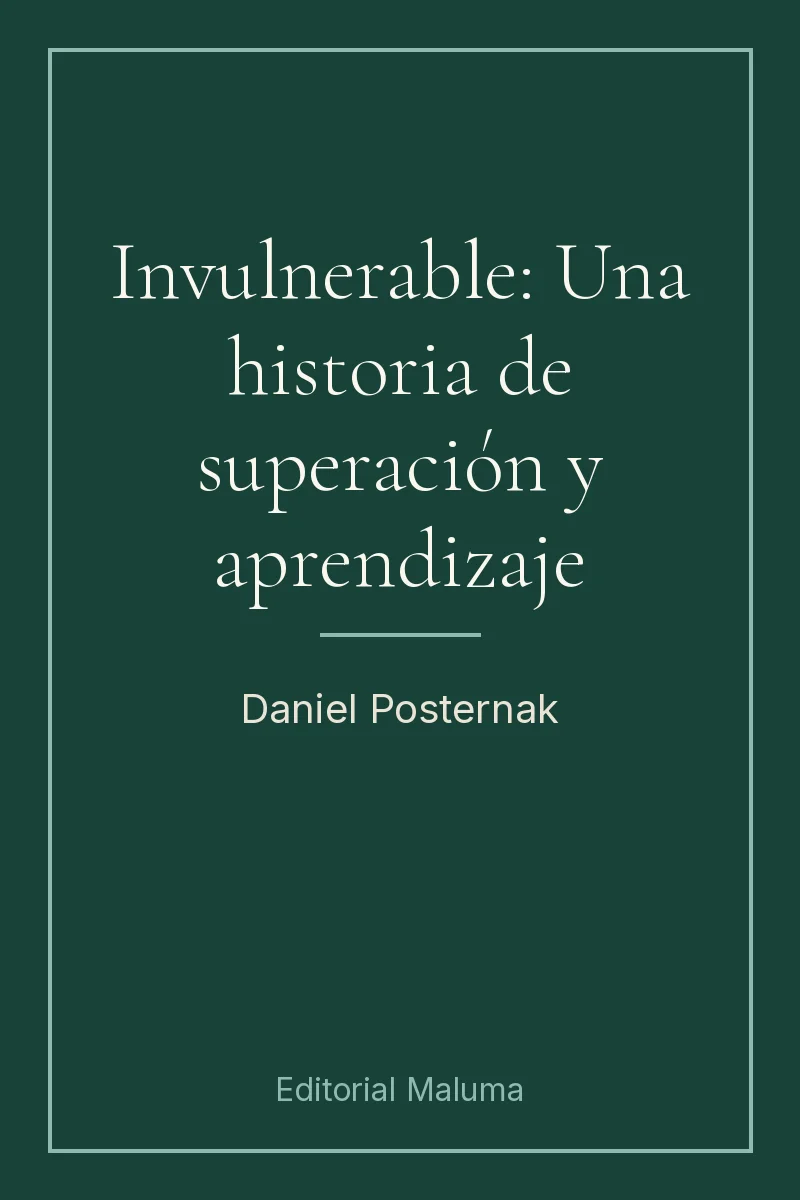 Invulnerable: Una
historia de
superación y
aprendizaje
Daniel Posternak
Editorial Maluma